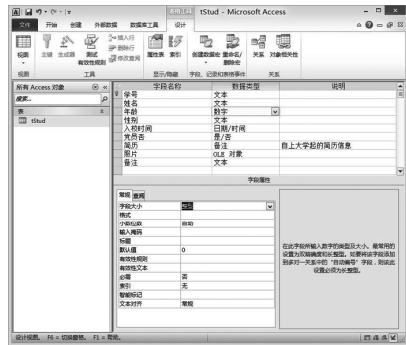 tStud - Microsoft Access
文件 开始 创建 外部数据 数据库工具 设计
视图 主键 生成器 测试有效性规则 插入行 删除行 修改查阅 属性表 索引 创建数据宏 重命名/删除宏 关系 对象相关性
视图 工具 显示/隐藏 字段、记录和表格事件 关系
所有 Access 对象
搜索...
表
tStud
字段名称 数据类型 说明
学号 文本
姓名 文本
年龄 数字
性别 文本
入校时间 日期/时间
党员否 是/否
简历 备注 自上大学起的简历信息
照片 OLE 对象
备注 文本
字段属性
常规 查阅
字段大小 整型
格式
小数位数 自动
输入掩码
标题
默认值 0
有效性规则
有效性文本
必需 否
索引 无
智能标记
文本对齐 常规
在此字段所输入数字的类型及大小。最常用的
设置为双精度和长整型。如要将该字段添加
到多对一关系中的“自动编号”字段，则该此
设置必须为长整型。
设计视图。 F6 = 切换窗格。 F1 = 帮助。